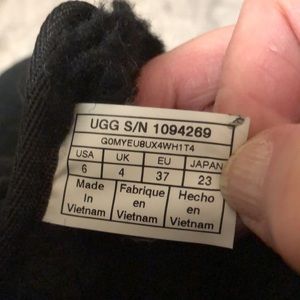 UGG S/N 1094269
G0MYEU8UX4WH1T4
USA UK EU JAPAN
6 4 37 23
Made Fabrique Hecho
in en en
Vietnam Vietnam Vietnam